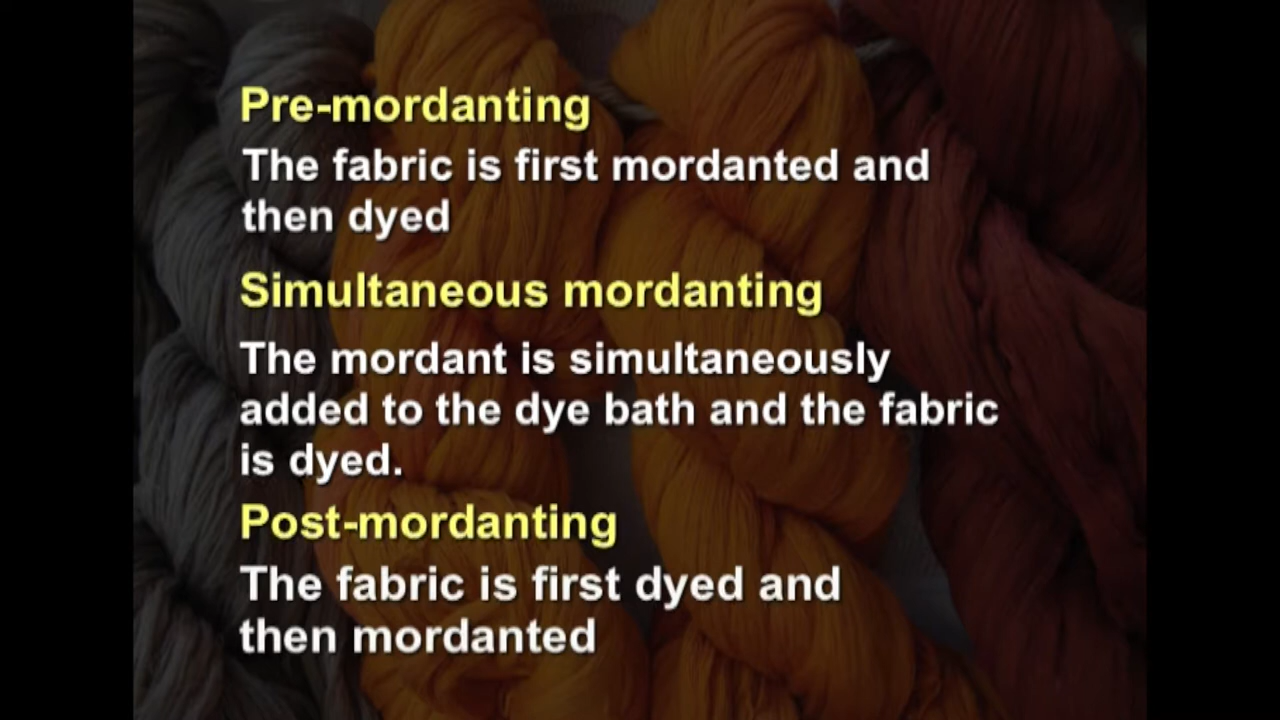 Pre-mordanting
The fabric is first mordanted and
then dyed
Simultaneous mordanting
The mordant is simultaneously
added to the dye bath and the fabric
is dyed.
Post-mordanting
The fabric is first dyed and
then mordanted